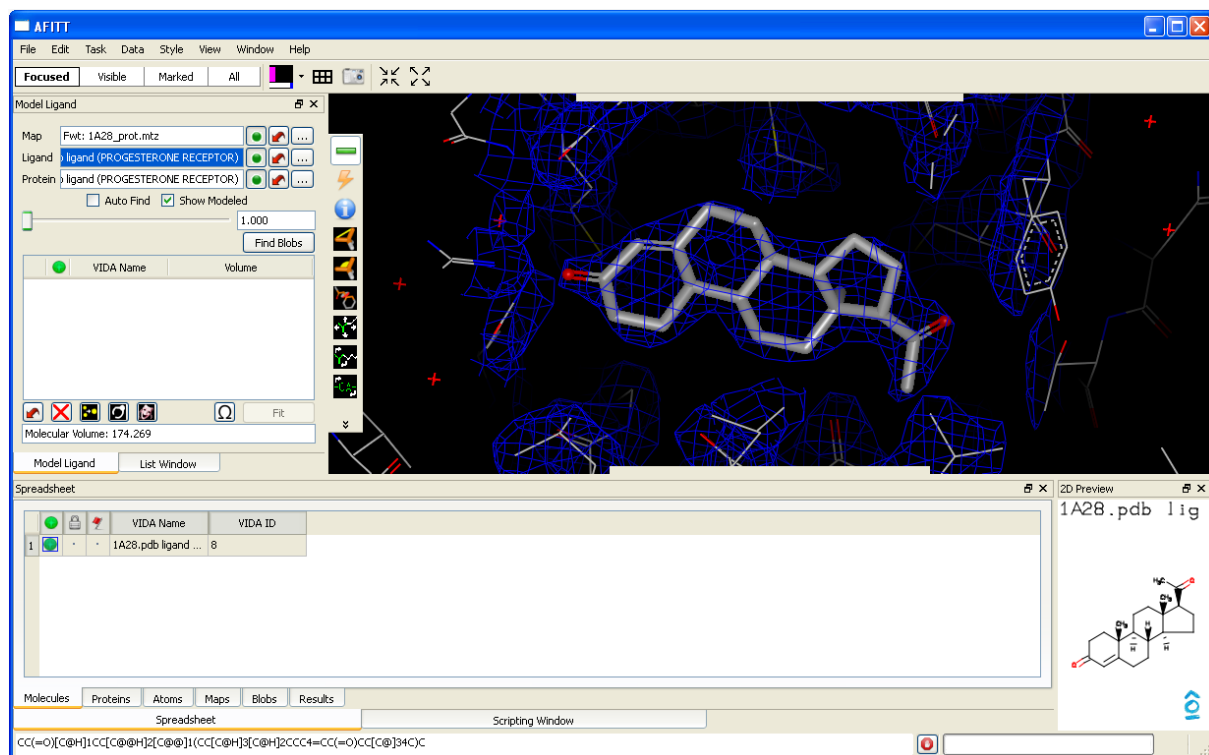 AFITT
File Edit Task Data Style View Window Help
Focused Visible Marked All
Model Ligand
Map Fwt: 1A28_prot.mtz ...
Ligand ligand (PROGESTERONE RECEPTOR) ...
Protein ligand (PROGESTERONE RECEPTOR) ...
Auto Find Show Modeled
1.000
Find Blobs
VIDA Name Volume
Ω Fit
Molecular Volume: 174.269
Model Ligand List Window
Spreadsheet
VIDA Name VIDA ID
1 1A28.pdb ligand ... 8
Molecules Proteins Atoms Maps Blobs Results
Spreadsheet Scripting Window
2D Preview
1A28.pdb lig
H₃C
O
CH₃
CH₃
H
H
H
O
CC(=O)[C@H]1CC[C@@H]2[C@@]1(CC[C@H]3[C@H]2CCC4=CC(=O)CC[C@]34C)C